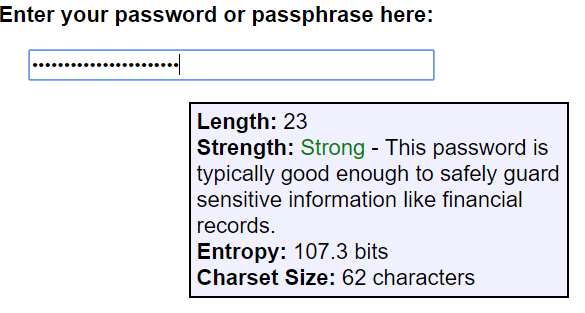 Enter your password or passphrase here:
•••••••••••••••••••••••
Length: 23
Strength: Strong - This password is
typically good enough to safely guard
sensitive information like financial
records.
Entropy: 107.3 bits
Charset Size: 62 characters